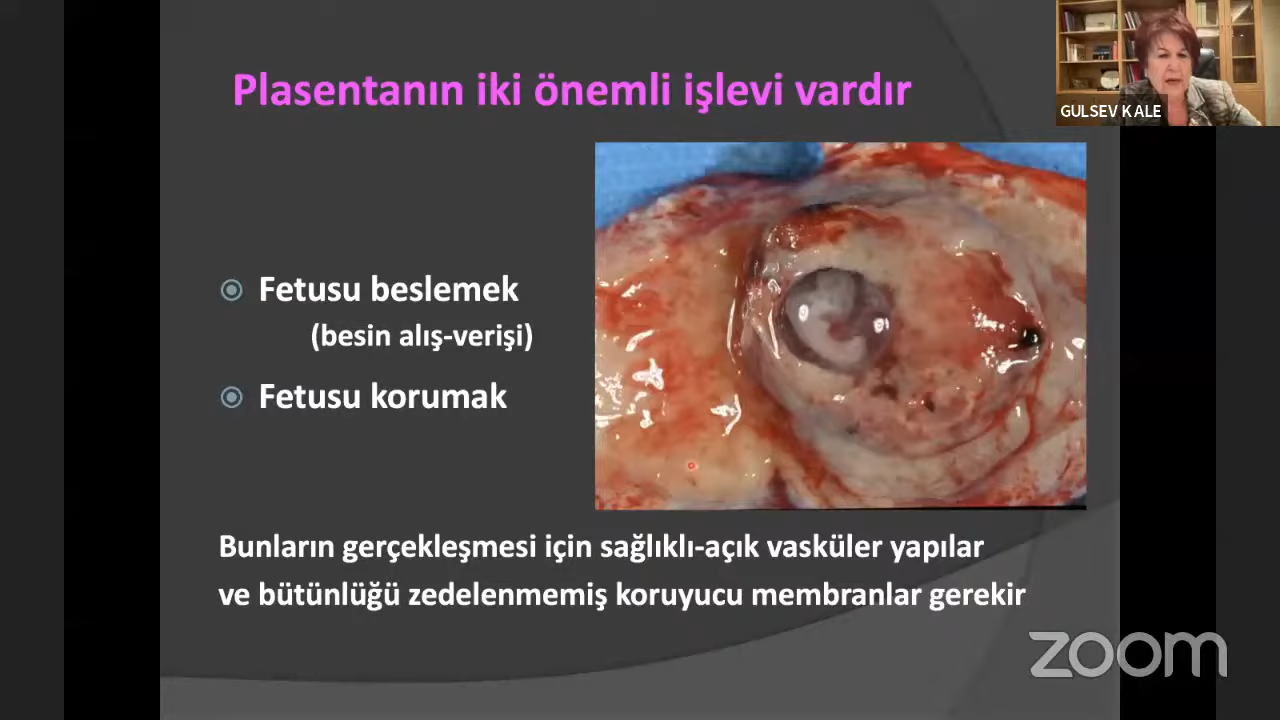 Plasentanın iki önemli işlevi vardır
GULSEV KALE
Fetusu beslemek
(besin alış-verişi)
Fetusu korumak
Bunların gerçekleşmesi için sağlıklı-açık vasküler yapılar
ve bütünlüğü zedelenmemiş koruyucu membranlar gerekir
zoom